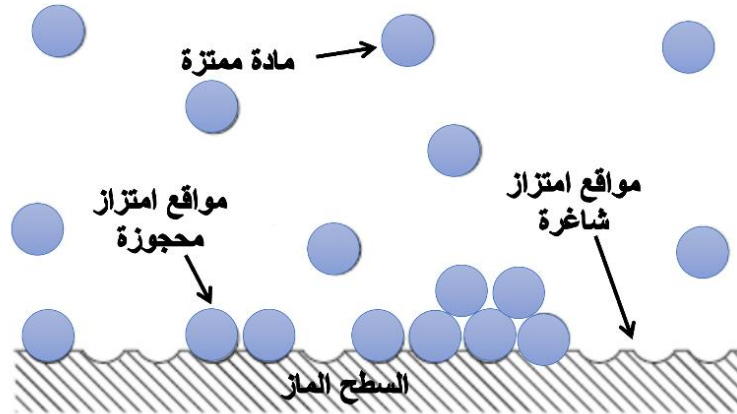 مادة ممتزة
مواقع امتزاز
شاغرة
مواقع امتزاز
محجوزة
السطح الماز